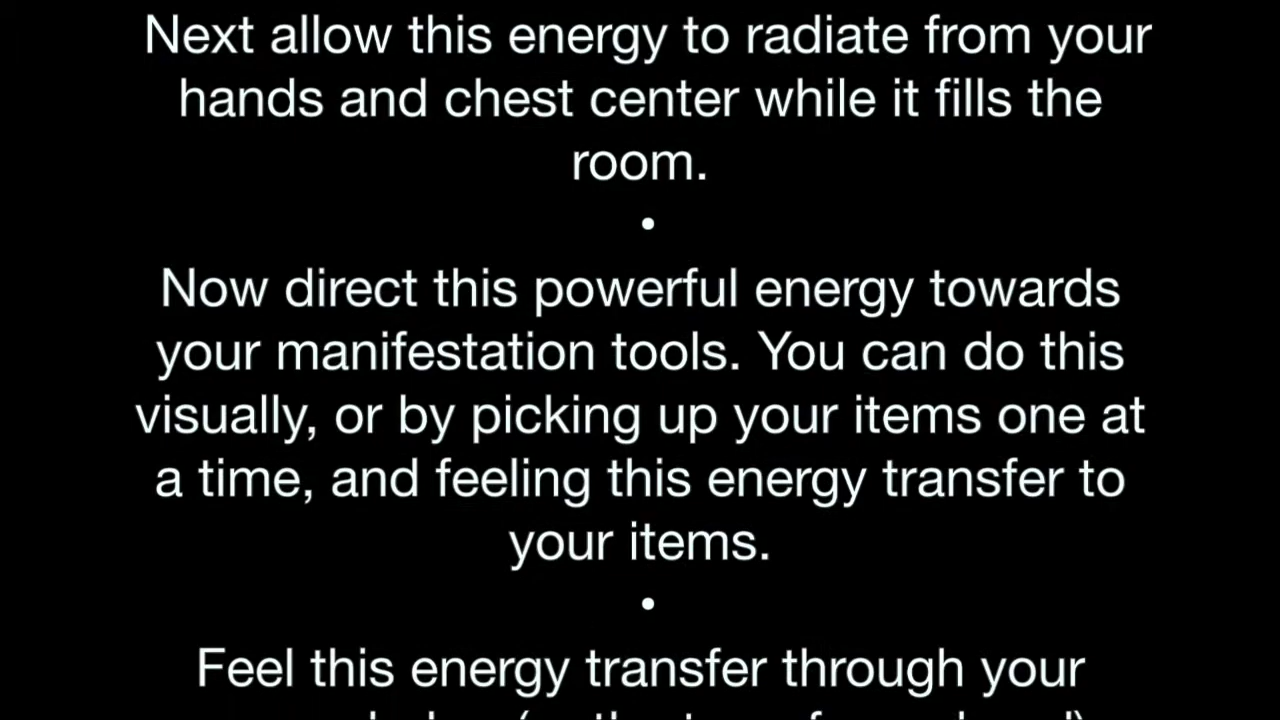 Next allow this energy to radiate from your
hands and chest center while it fills the
room.
•
Now direct this powerful energy towards
your manifestation tools. You can do this
visually, or by picking up your items one at
a time, and feeling this energy transfer to
your items.
•
Feel this energy transfer through your